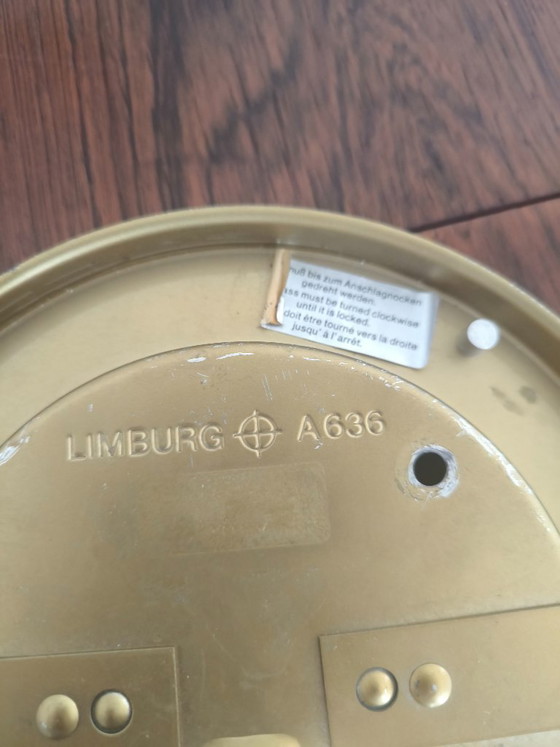 muß bis zum Anschlagnocken
gedreht werden.
ass must be turned clockwise
until it is locked.
doit être tourné vers la droite
jusqu' à l'arrêt.
LIMBURG A636